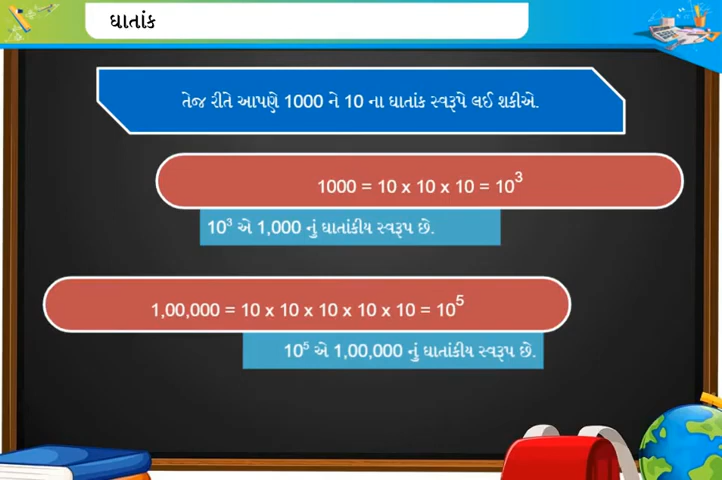 ઘાતાંક
તેજ રીતે આપણે 1000 ને 10 ના ઘાતાંક સ્વરૂપે લઈ શકીએ.
1000 = 10 x 10 x 10 = 10³
10³ એ 1,000 નું ઘાતાંકીય સ્વરૂપ છે.
1,00,000 = 10 x 10 x 10 x 10 x 10 = 10⁵
10⁵ એ 1,00,000 નું ઘાતાંકીય સ્વરૂપ છે.